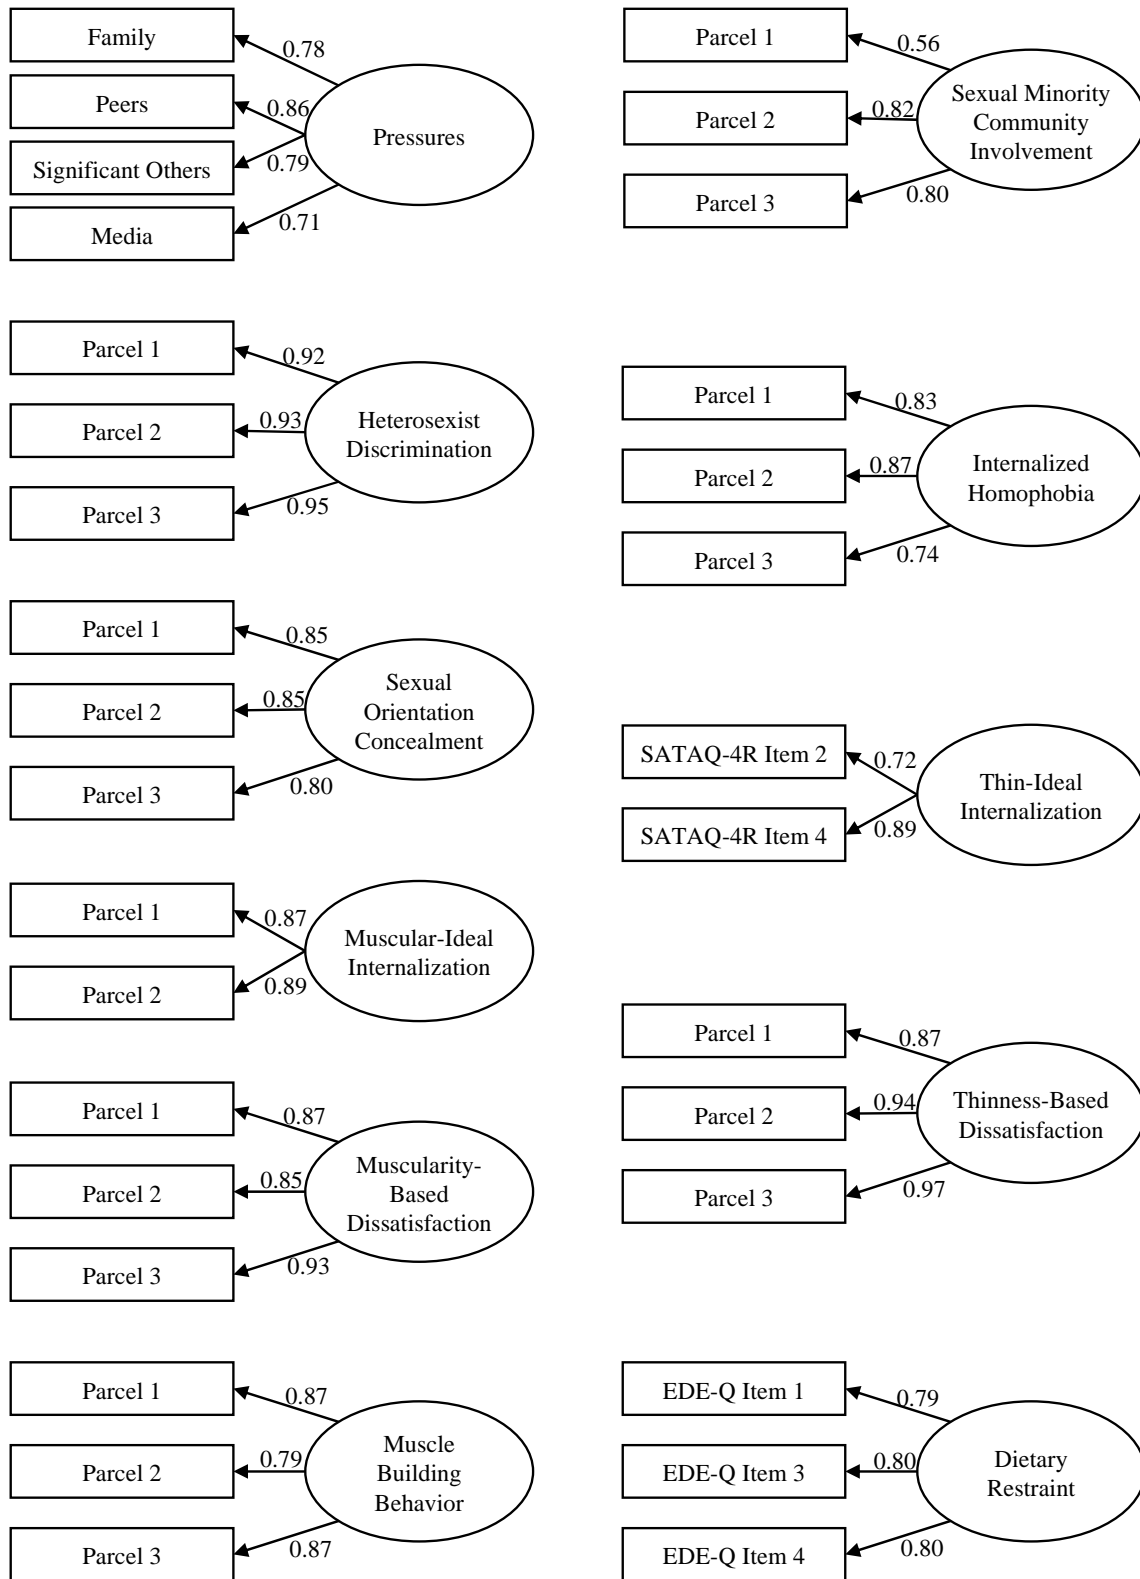 Family
0.78
Peers
0.86
Pressures
Significant Others
0.79
Media
0.71
Parcel 1
0.56
Parcel 2
0.82
Sexual Minority
Community
Involvement
Parcel 3
0.80
Parcel 1
0.92
Parcel 2
0.93
Heterosexist
Discrimination
Parcel 3
0.95
Parcel 1
0.83
Parcel 2
0.87
Internalized
Homophobia
Parcel 3
0.74
Parcel 1
0.85
Parcel 2
0.85
Sexual
Orientation
Concealment
Parcel 3
0.80
SATAQ-4R Item 2
0.72
Thin-Ideal
Internalization
SATAQ-4R Item 4
0.89
Parcel 1
0.87
Muscular-Ideal
Internalization
Parcel 2
0.89
Parcel 1
0.87
Parcel 2
0.94
Thinness-Based
Dissatisfaction
Parcel 3
0.97
Parcel 1
0.87
Parcel 2
0.85
Muscularity-
Based
Dissatisfaction
Parcel 3
0.93
Parcel 1
0.87
Parcel 2
0.79
Muscle
Building
Behavior
Parcel 3
0.87
EDE-Q Item 1
0.79
EDE-Q Item 3
0.80
Dietary
Restraint
EDE-Q Item 4
0.80